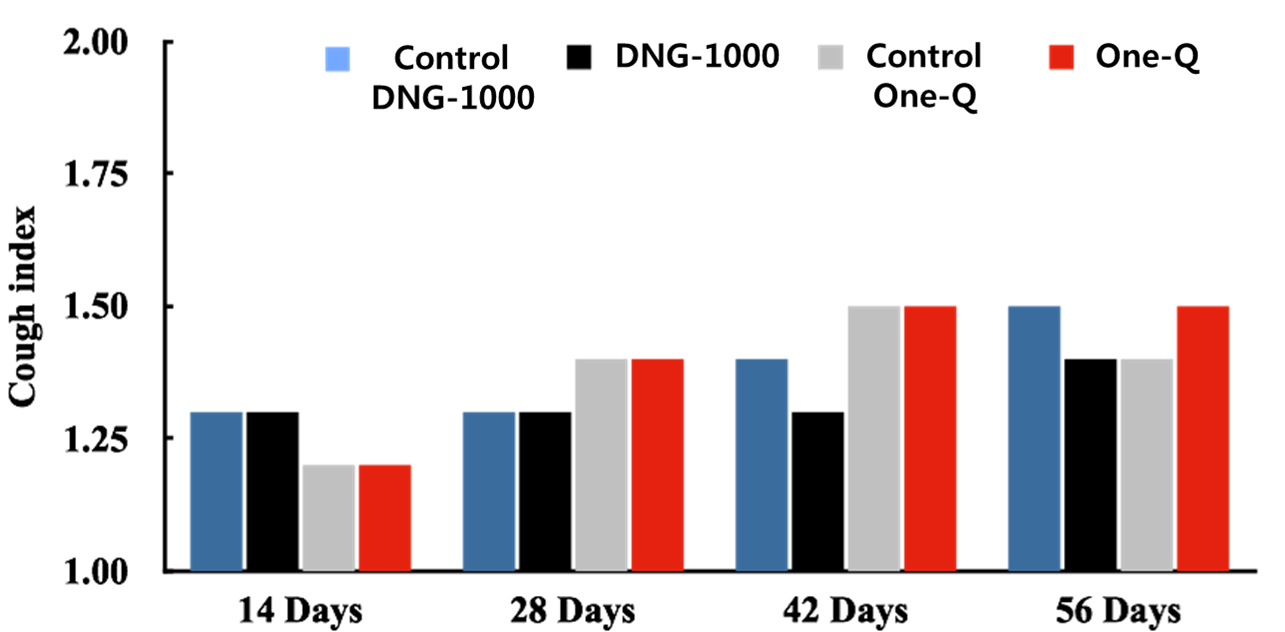 2.00
Control
DNG-1000
DNG-1000
Control
One-Q
One-Q
1.75
1.50
1.25
1.00
Cough index
14 Days
28 Days
42 Days
56 Days